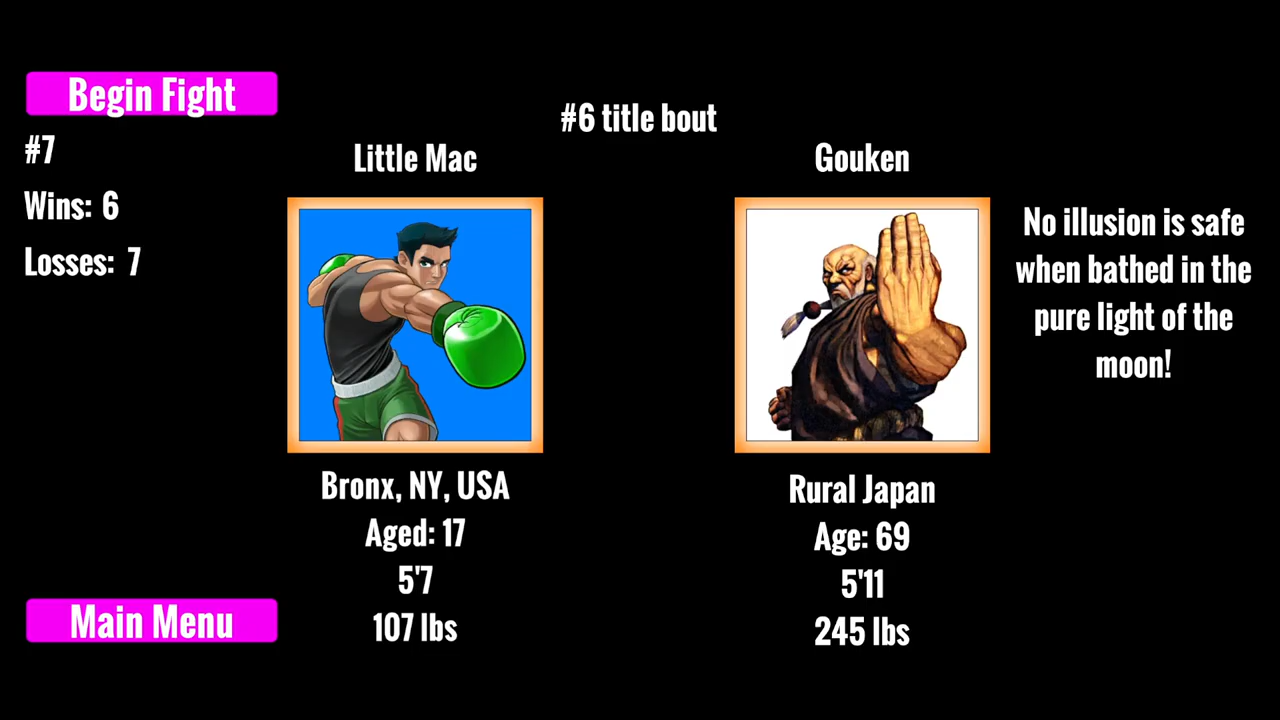 Begin Fight
#7
Wins: 6
Losses: 7
#6 title bout
Little Mac
Bronx, NY, USA
Aged: 17
5'7
107 lbs
Gouken
Rural Japan
Age: 69
5'11
245 lbs
No illusion is safe
when bathed in the
pure light of the
moon!
Main Menu